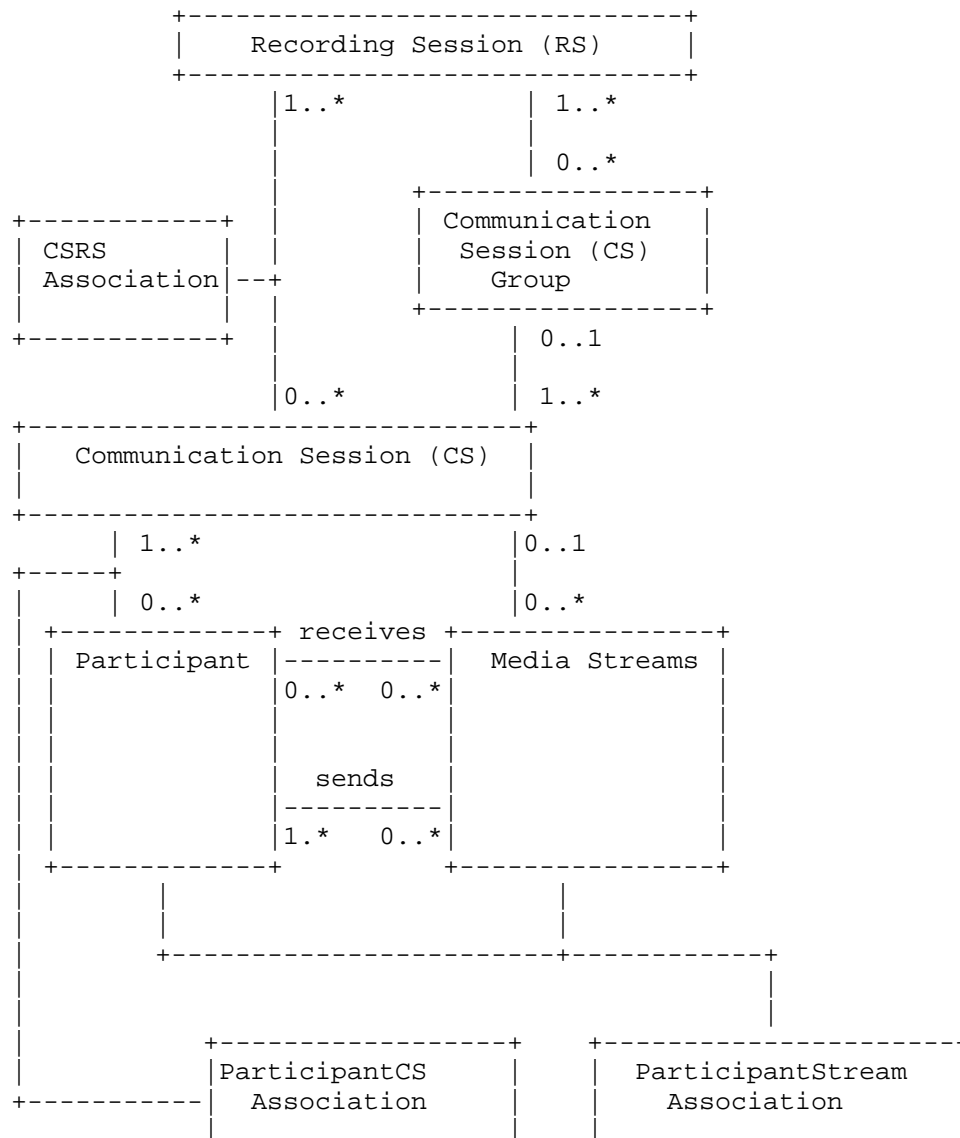 Recording Session (RS)
1..* 1..*
0..*
Communication
CSRS Session (CS)
Association Group
0..1
0..* 1..*
Communication Session (CS)
1..* 0..1
0..* 0..*
receives
Participant Media Streams
0..* 0..*
sends
1.* 0..*
ParticipantCS ParticipantStream
Association Association